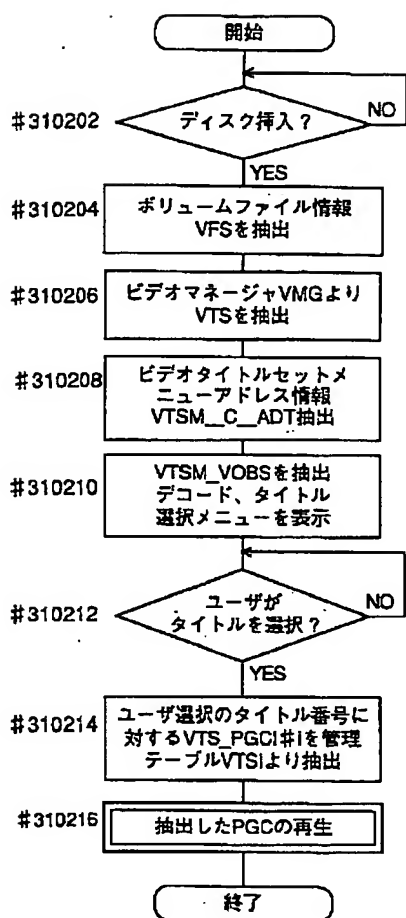 開始
#310202
ディスク挿入？
NO
YES
#310204
ボリュームファイル情報
VFSを抽出
#310206
ビデオマネージャVMGより
VTSを抽出
#310208
ビデオタイトルセットメ
ニューアドレス情報
VTSM__C__ADT抽出
#310210
VTSM_VOBSを抽出
デコード、タイトル
選択メニューを表示
#310212
ユーザが
タイトルを選択？
NO
YES
#310214
ユーザ選択のタイトル番号に
対するVTS_PGCI#iを管理
テーブルVTSIより抽出
#310216
抽出したPGCの再生
終了